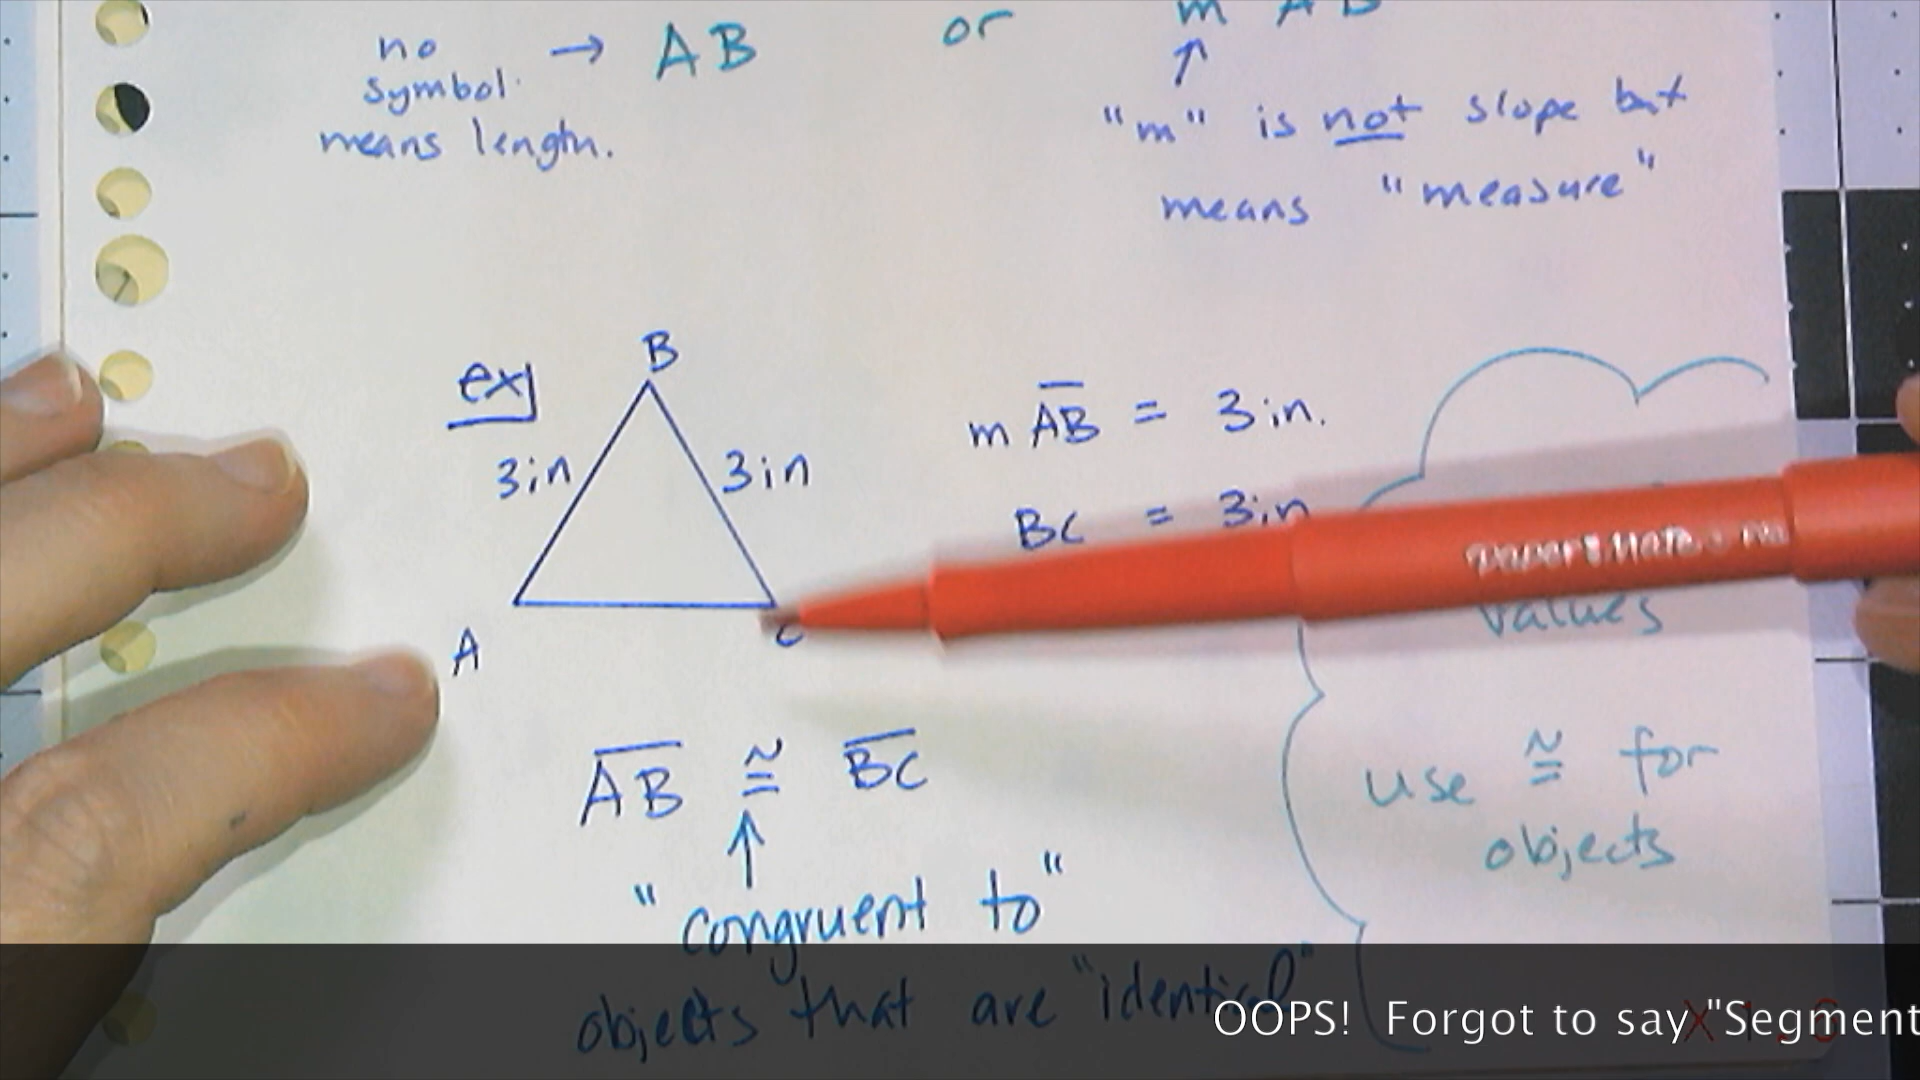 no → AB or m AB
symbol
means length.
↑
"m" is not slope but
means "measure"
ex
B
3in
3in
A
C
m AB = 3in.
BC = 3in
Paper Mate
values
use ≅ for
objects
AB ≅ BC
↑
"congruent to"
objects that are "identical"
OOPS! Forgot to say "Segment